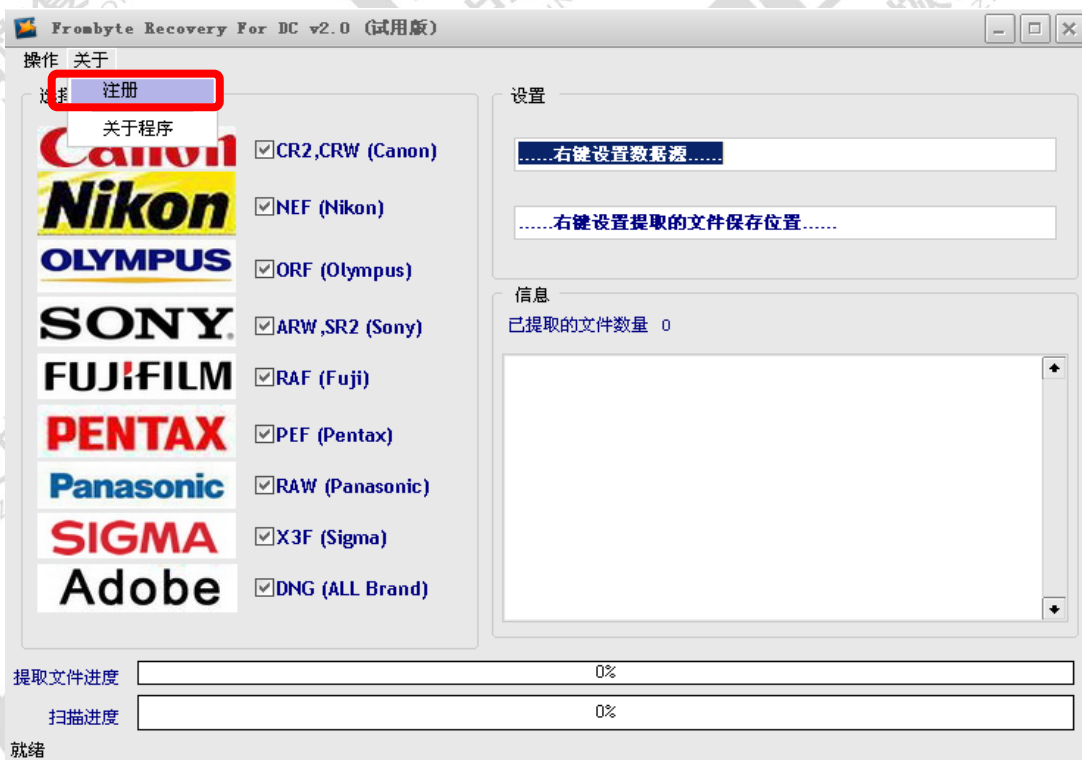 Frombyte Recovery For DC v2.0 (试用版)
操作 关于
注册
关于程序
设置
Canon
CR2,CRW (Canon)
......右键设置数据源......
Nikon
NEF (Nikon)
......右键设置提取的文件保存位置......
OLYMPUS
ORF (Olympus)
信息
SONY
ARW,SR2 (Sony)
已提取的文件数量 0
FUJIFILM
RAF (Fuji)
PENTAX
PEF (Pentax)
Panasonic
RAW (Panasonic)
SIGMA
X3F (Sigma)
Adobe
DNG (ALL Brand)
提取文件进度 0%
扫描进度 0%
就绪